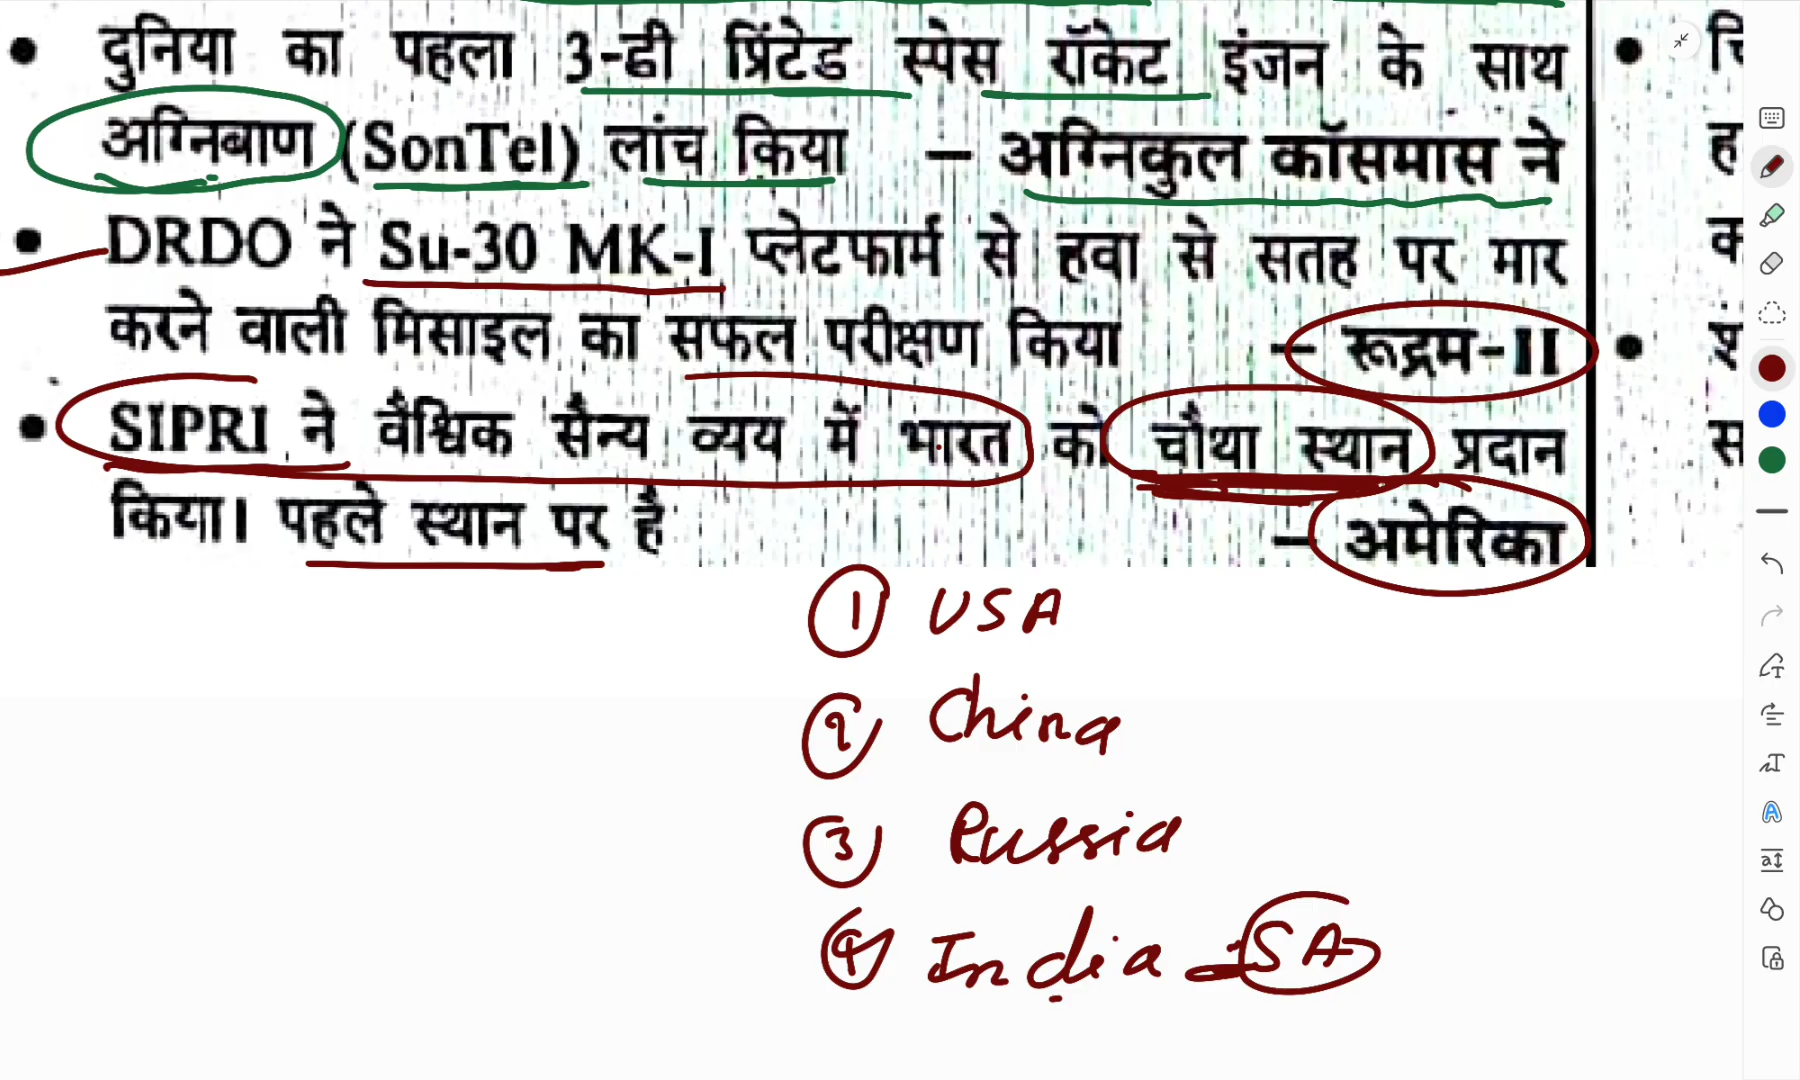 • दुनिया का पहला 3-डी प्रिंटेड स्पेस रॉकेट इंजन के साथ
अग्निबाण (SonTel) लांच किया – अग्निकुल कॉसमास ने
• DRDO ने Su-30 MK-I प्लेटफार्म से हवा से सतह पर मार
करने वाली मिसाइल का सफल परीक्षण किया – रूद्रम-II
• SIPRI ने वैश्विक सैन्य व्यय में भारत को चौथा स्थान प्रदान
किया। पहले स्थान पर है – अमेरिका
1 USA
2 China
3 Russia
4 India = SA